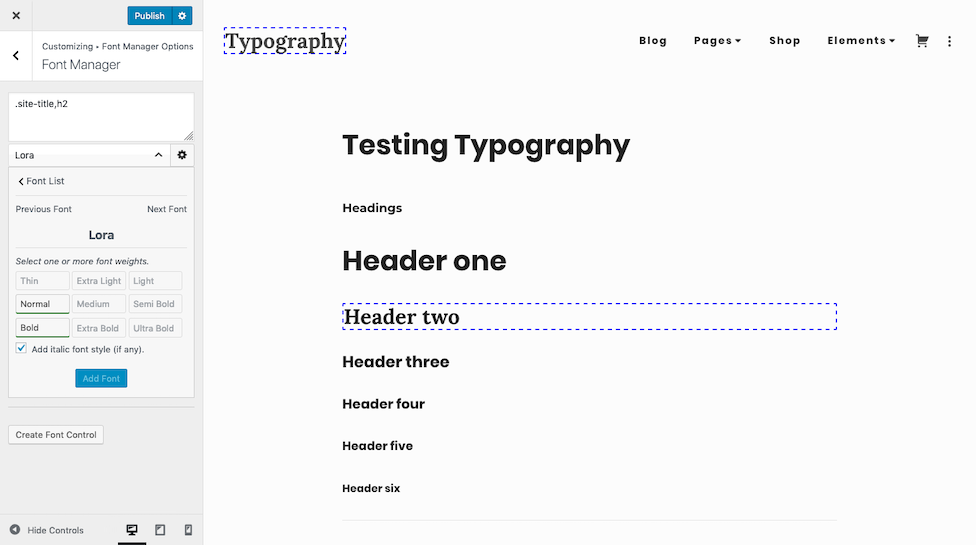 Publish
Customizing • Font Manager Options
Font Manager
.site-title,h2
Lora
Font List
Previous Font Next Font
Lora
Select one or more font weights.
Thin Extra Light Light
Normal Medium Semi Bold
Bold Extra Bold Ultra Bold
Add italic font style (if any).
Add Font
Create Font Control
Hide Controls
Typography
Blog Pages Shop Elements
Testing Typography
Headings
Header one
Header two
Header three
Header four
Header five
Header six